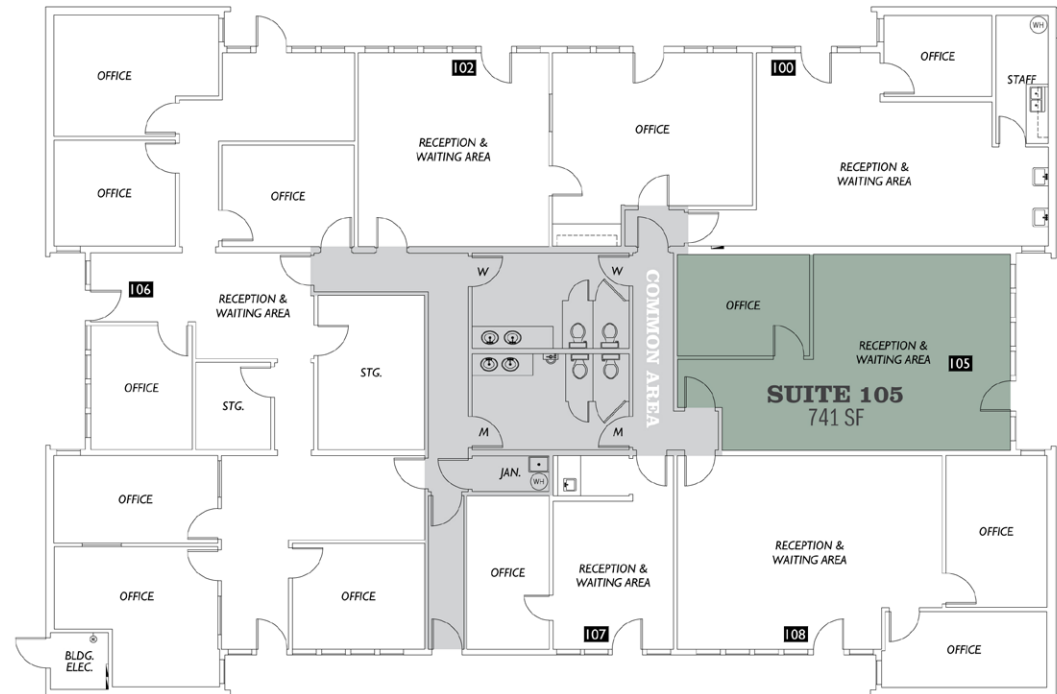 WH
OFFICE
102
100
OFFICE
STAFF
OFFICE
RECEPTION &
WAITING AREA
RECEPTION &
WAITING AREA
OFFICE
OFFICE
106
RECEPTION &
WAITING AREA
W
W
COMMON AREA
OFFICE
RECEPTION &
WAITING AREA
105
STG.
OFFICE
STG.
SUITE 105
741 SF
M
M
JAN.
WH
OFFICE
OFFICE
RECEPTION &
WAITING AREA
RECEPTION &
WAITING AREA
OFFICE
OFFICE
OFFICE
107
108
OFFICE
BLDG.
ELEC.